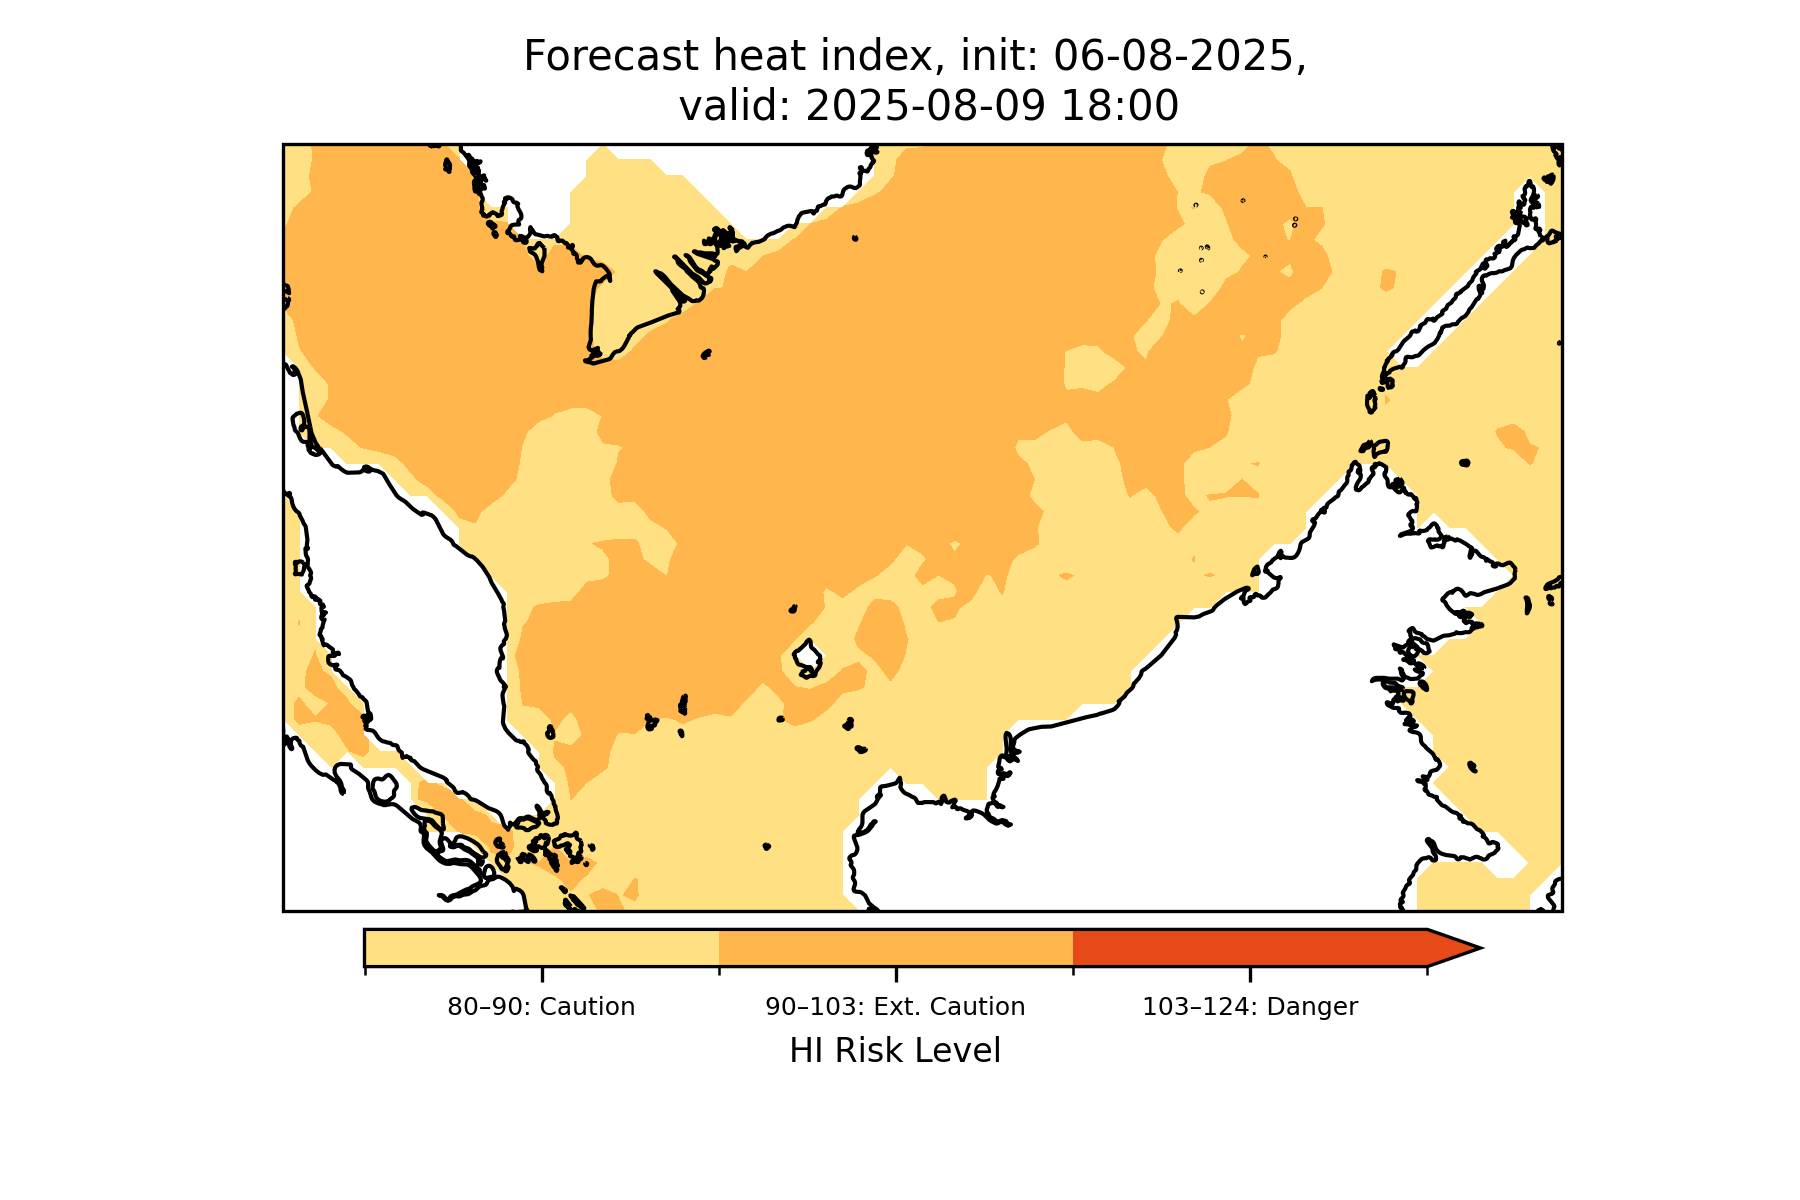 Forecast heat index, init: 06-08-2025,
valid: 2025-08-09 18:00
80–90: Caution
90–103: Ext. Caution
103–124: Danger
HI Risk Level